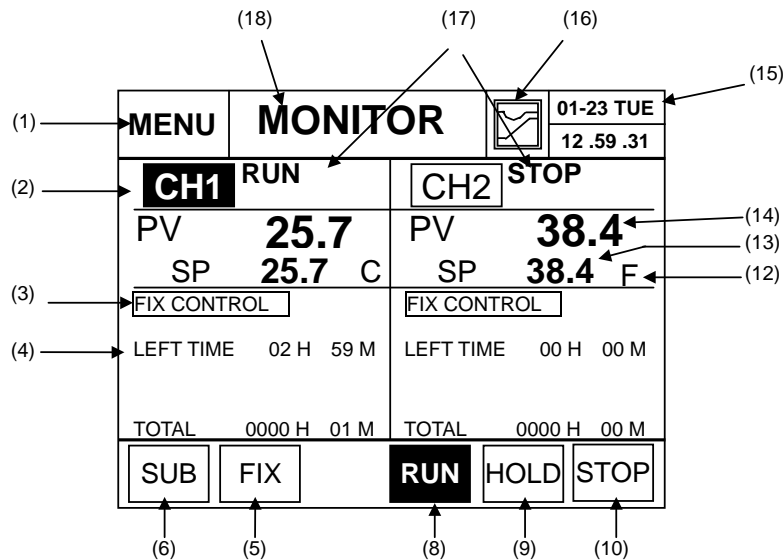 (18) (17) (16)
(15)
(1) MENU MONITOR 01-23 TUE
12 .59 .31
(2) CH1 RUN CH2 STOP
PV 25.7 PV 38.4 (14)
(13)
SP 25.7 C SP 38.4 F (12)
(3) FIX CONTROL FIX CONTROL
(4) LEFT TIME 02 H 59 M LEFT TIME 00 H 00 M
TOTAL 0000 H 01 M TOTAL 0000 H 00 M
SUB FIX RUN HOLD STOP
(6) (5) (8) (9) (10)